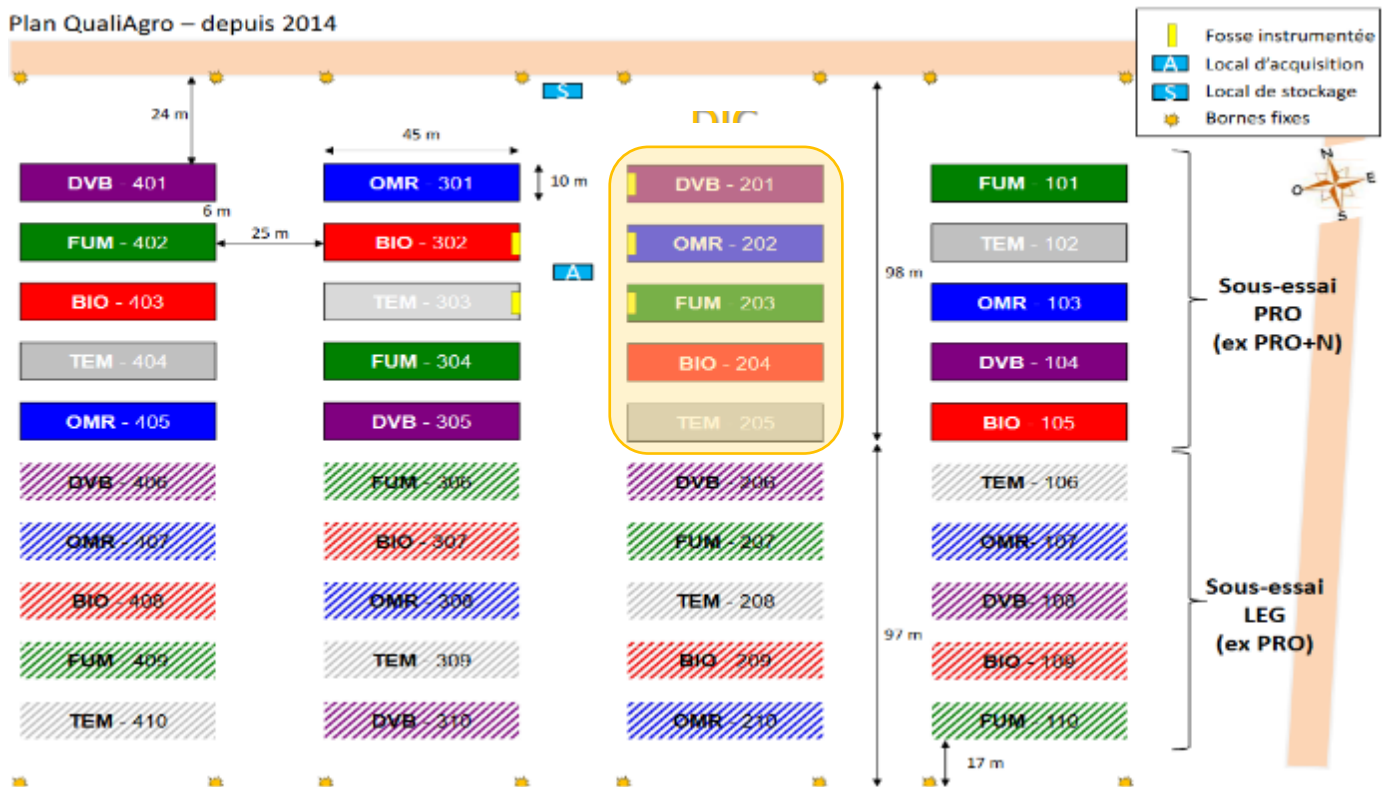 Plan QualiAgro – depuis 2014
Fosse instrumentée
A Local d'acquisition
S Local de stockage
Bornes fixes
S
24 m
45 m
10 m
N
O E
S
DVB - 401
OMR - 301
DVB - 201
FUM - 101
6 m
FUM - 402
25 m
BIO - 302
OMR - 202
TEM - 102
A
98 m
BIO - 403
TEM - 303
FUM - 203
OMR - 103
Sous-essai
PRO
(ex PRO+N)
TEM - 404
FUM - 304
BIO - 204
DVB - 104
OMR - 405
DVB - 305
TEM - 205
BIO - 105
DVB - 406
FUM - 306
DVB - 206
TEM - 106
OMR - 407
BIO - 307
FUM - 207
OMR- 107
BIO - 408
OMR - 308
TEM - 208
DVB- 108
Sous-essai
LEG
(ex PRO)
97 m
FUM - 409
TEM - 309
BIO - 209
BIO - 109
TEM - 410
DVB - 310
OMR - 210
FUM - 110
17 m